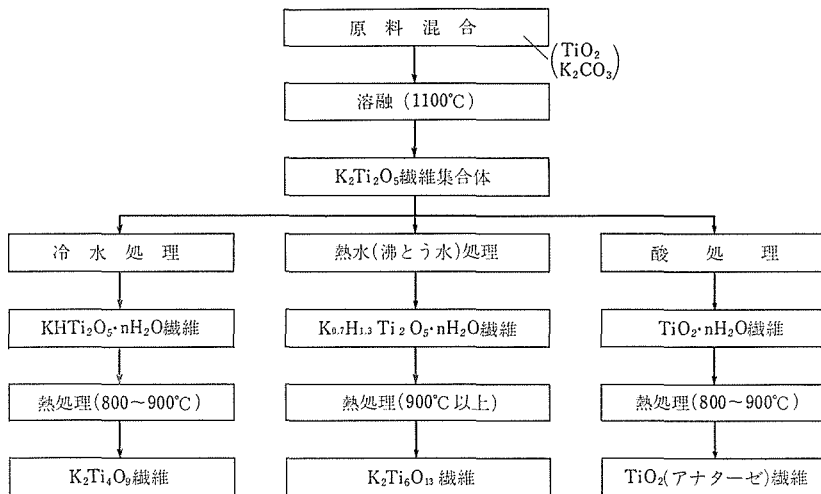 原料混合
(TiO₂
K₂CO₃)
溶融(1100℃)
K₂Ti₂O₅繊維集合体
冷水処理
熱水(沸とう水)処理
酸処理
KHTi₂O₅・nH₂O繊維
K₀.₇H₁.₃ Ti₂ O₅・nH₂O繊維
TiO₂・nH₂O繊維
熱処理(800～900℃)
熱処理(900℃以上)
熱処理(800～900℃)
K₂Ti₄O₉繊維
K₂Ti₆O₁₃繊維
TiO₂(アナターゼ)繊維